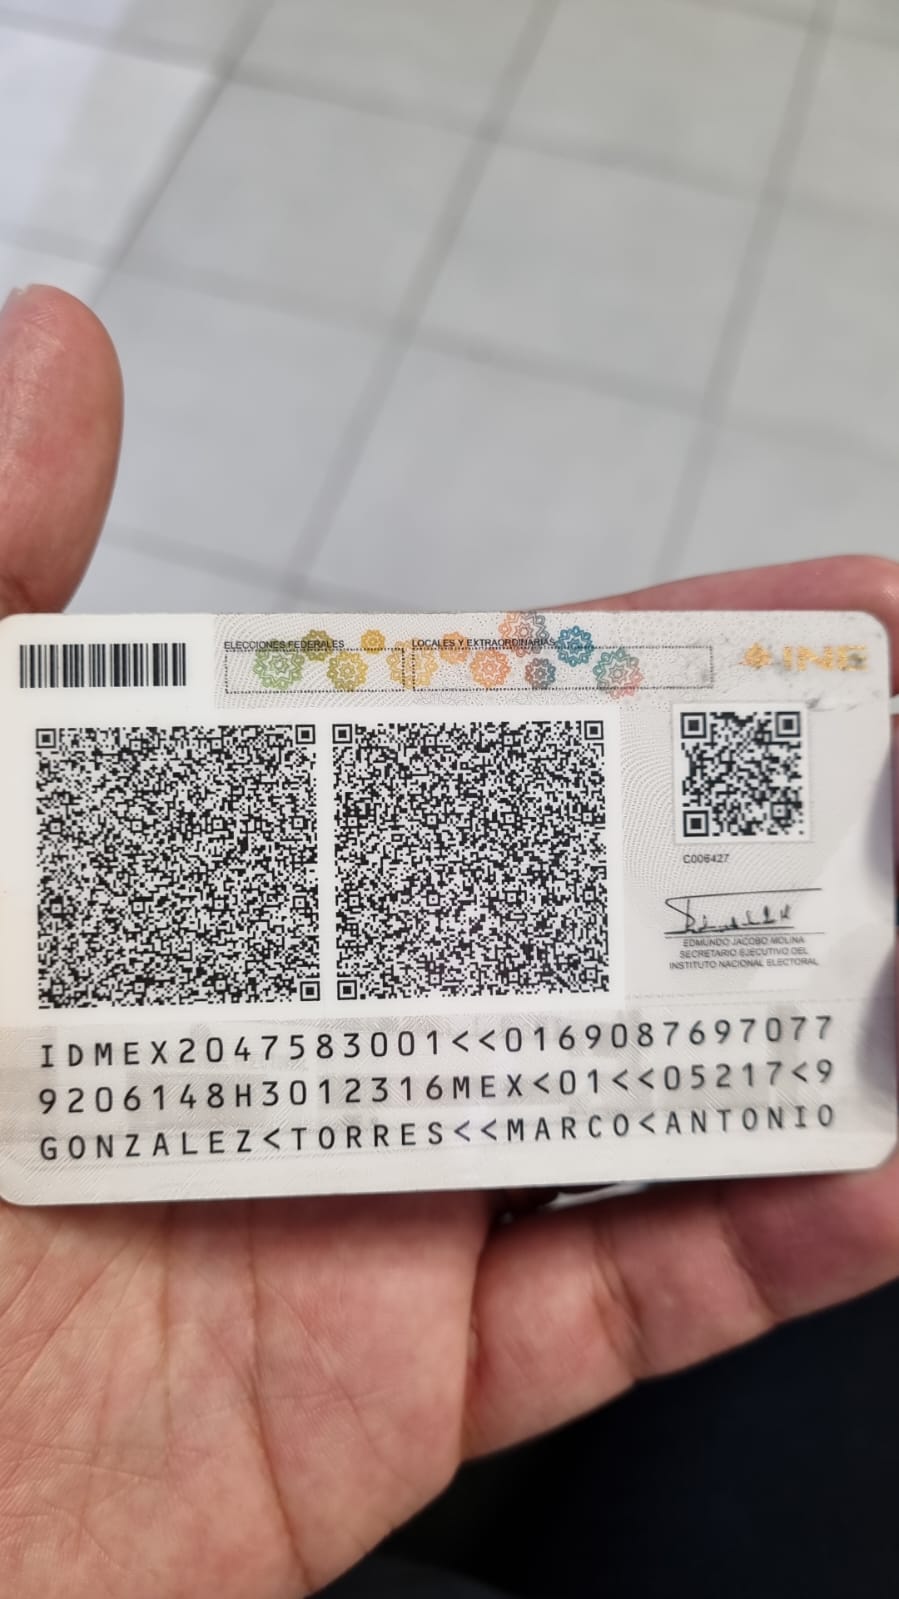 ELECCIONES FEDERALES
LOCALES Y EXTRAORDINARIAS
INE
C006427
EDMUNDO JACOBO MOLINA
SECRETARIO EJECUTIVO DEL
INSTITUTO NACIONAL ELECTORAL
IDMEX2047583001<<0169087697077
9206148H3012316MEX<01<<05217<9
GONZALEZ<TORRES<<MARCO<ANTONIO